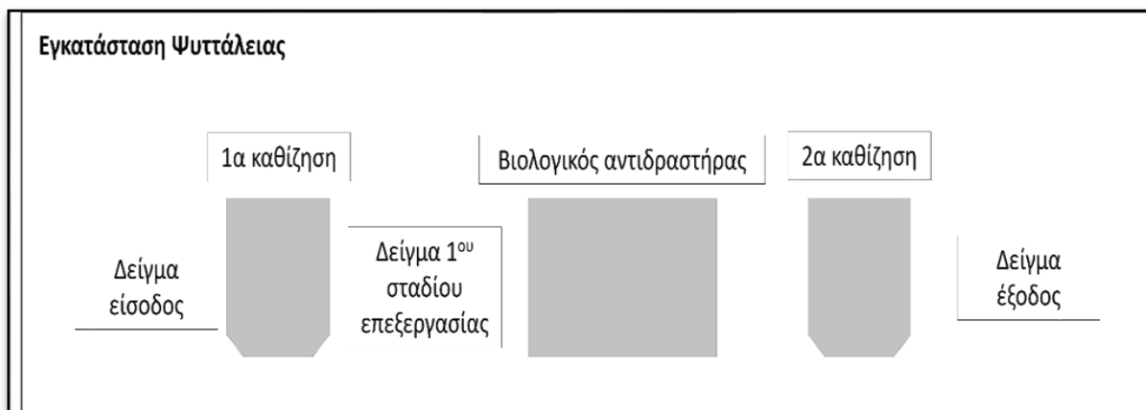 Εγκατάσταση Ψυττάλειας
1α καθίζηση
Βιολογικός αντιδραστήρας
2α καθίζηση
Δείγμα
είσοδος
Δείγμα 1ου
σταδίου
επεξεργασίας
Δείγμα
έξοδος